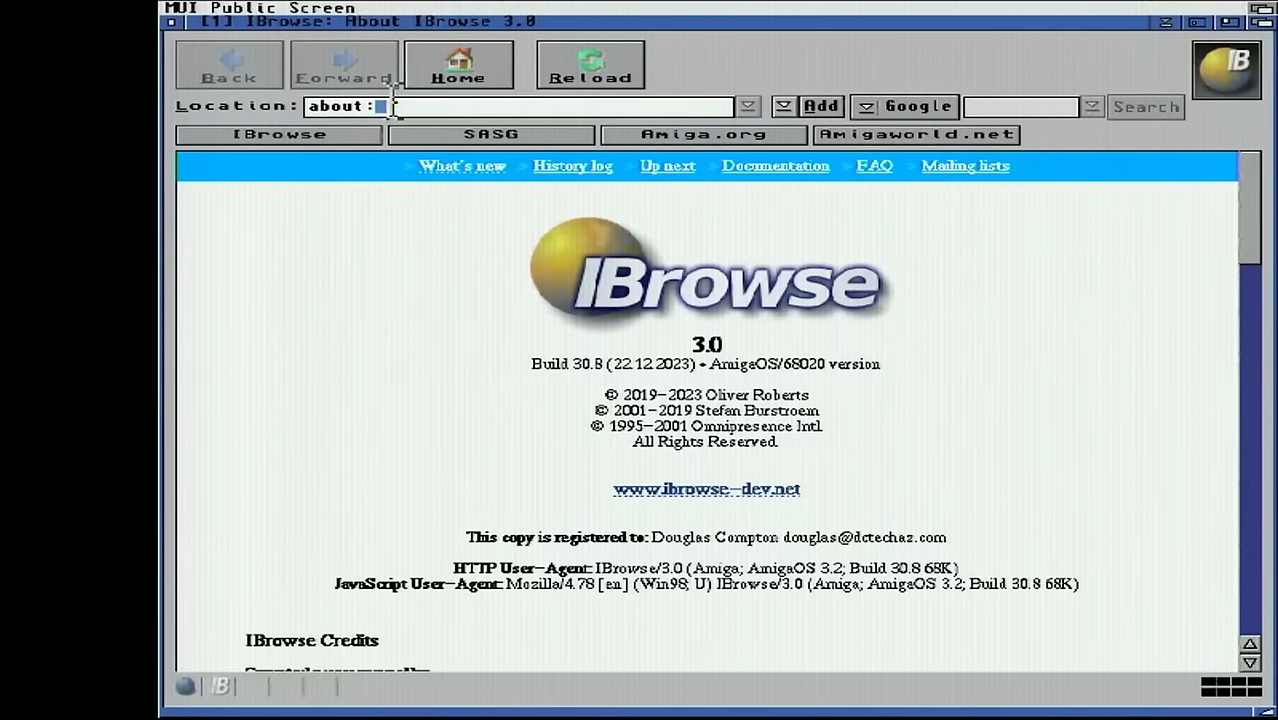 MUI Public Screen
[1] IBrowse: About IBrowse 3.0
Back Forward Home Reload
IB
Location: about: Add Google Search
IBrowse SASG Amiga.org Amigaworld.net
What's new History log Up next Documentation FAQ Mailing lists
IBrowse
3.0
Build 30.8 (22.12.2023) • AmigaOS/68020 version
© 2019–2023 Oliver Roberts
© 2001–2019 Stefan Burstroem
© 1995–2001 Omnipresence Intl.
All Rights Reserved.
www.ibrowse-dev.net
This copy is registered to: Douglas Compton douglas@dctechaz.com
HTTP User-Agent: IBrowse/3.0 (Amiga; AmigaOS 3.2; Build 30.8 68K)
JavaScript User-Agent: Mozilla/4.78 [en] (Win98; U) IBrowse/3.0 (Amiga; AmigaOS 3.2; Build 30.8 68K)
IBrowse Credits
IB